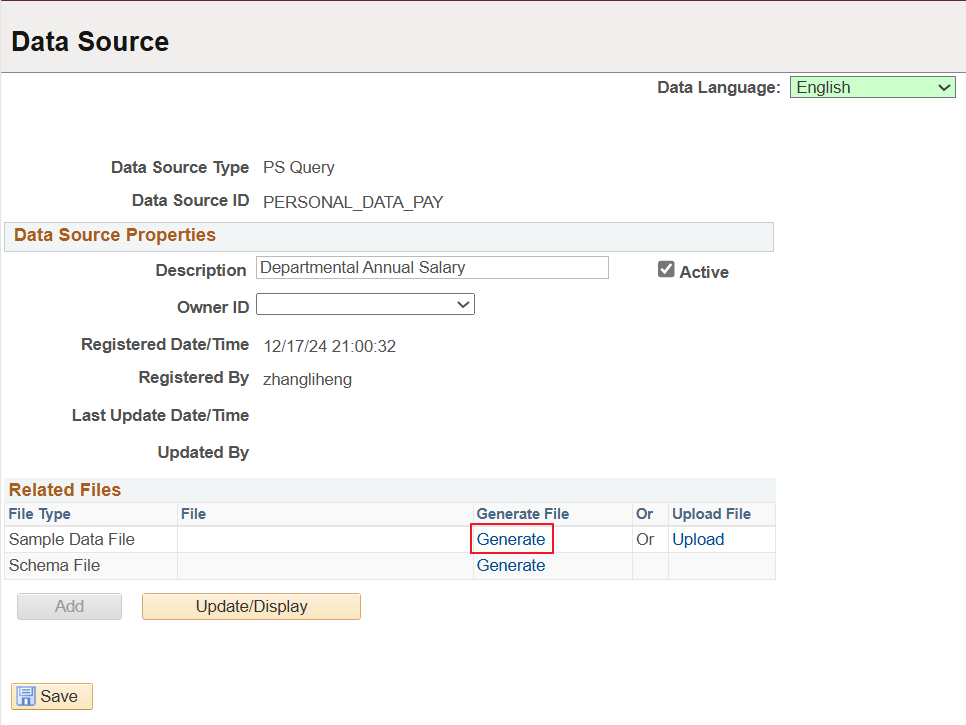 Data Source
Data Language: English
Data Source Type PS Query
Data Source ID PERSONAL_DATA_PAY
Data Source Properties
Description Departmental Annual Salary Active
Owner ID
Registered Date/Time 12/17/24 21:00:32
Registered By zhangliheng
Last Update Date/Time
Updated By
Related Files
File Type File Generate File Or Upload File
Sample Data File Generate Or Upload
Schema File Generate
Add Update/Display
Save